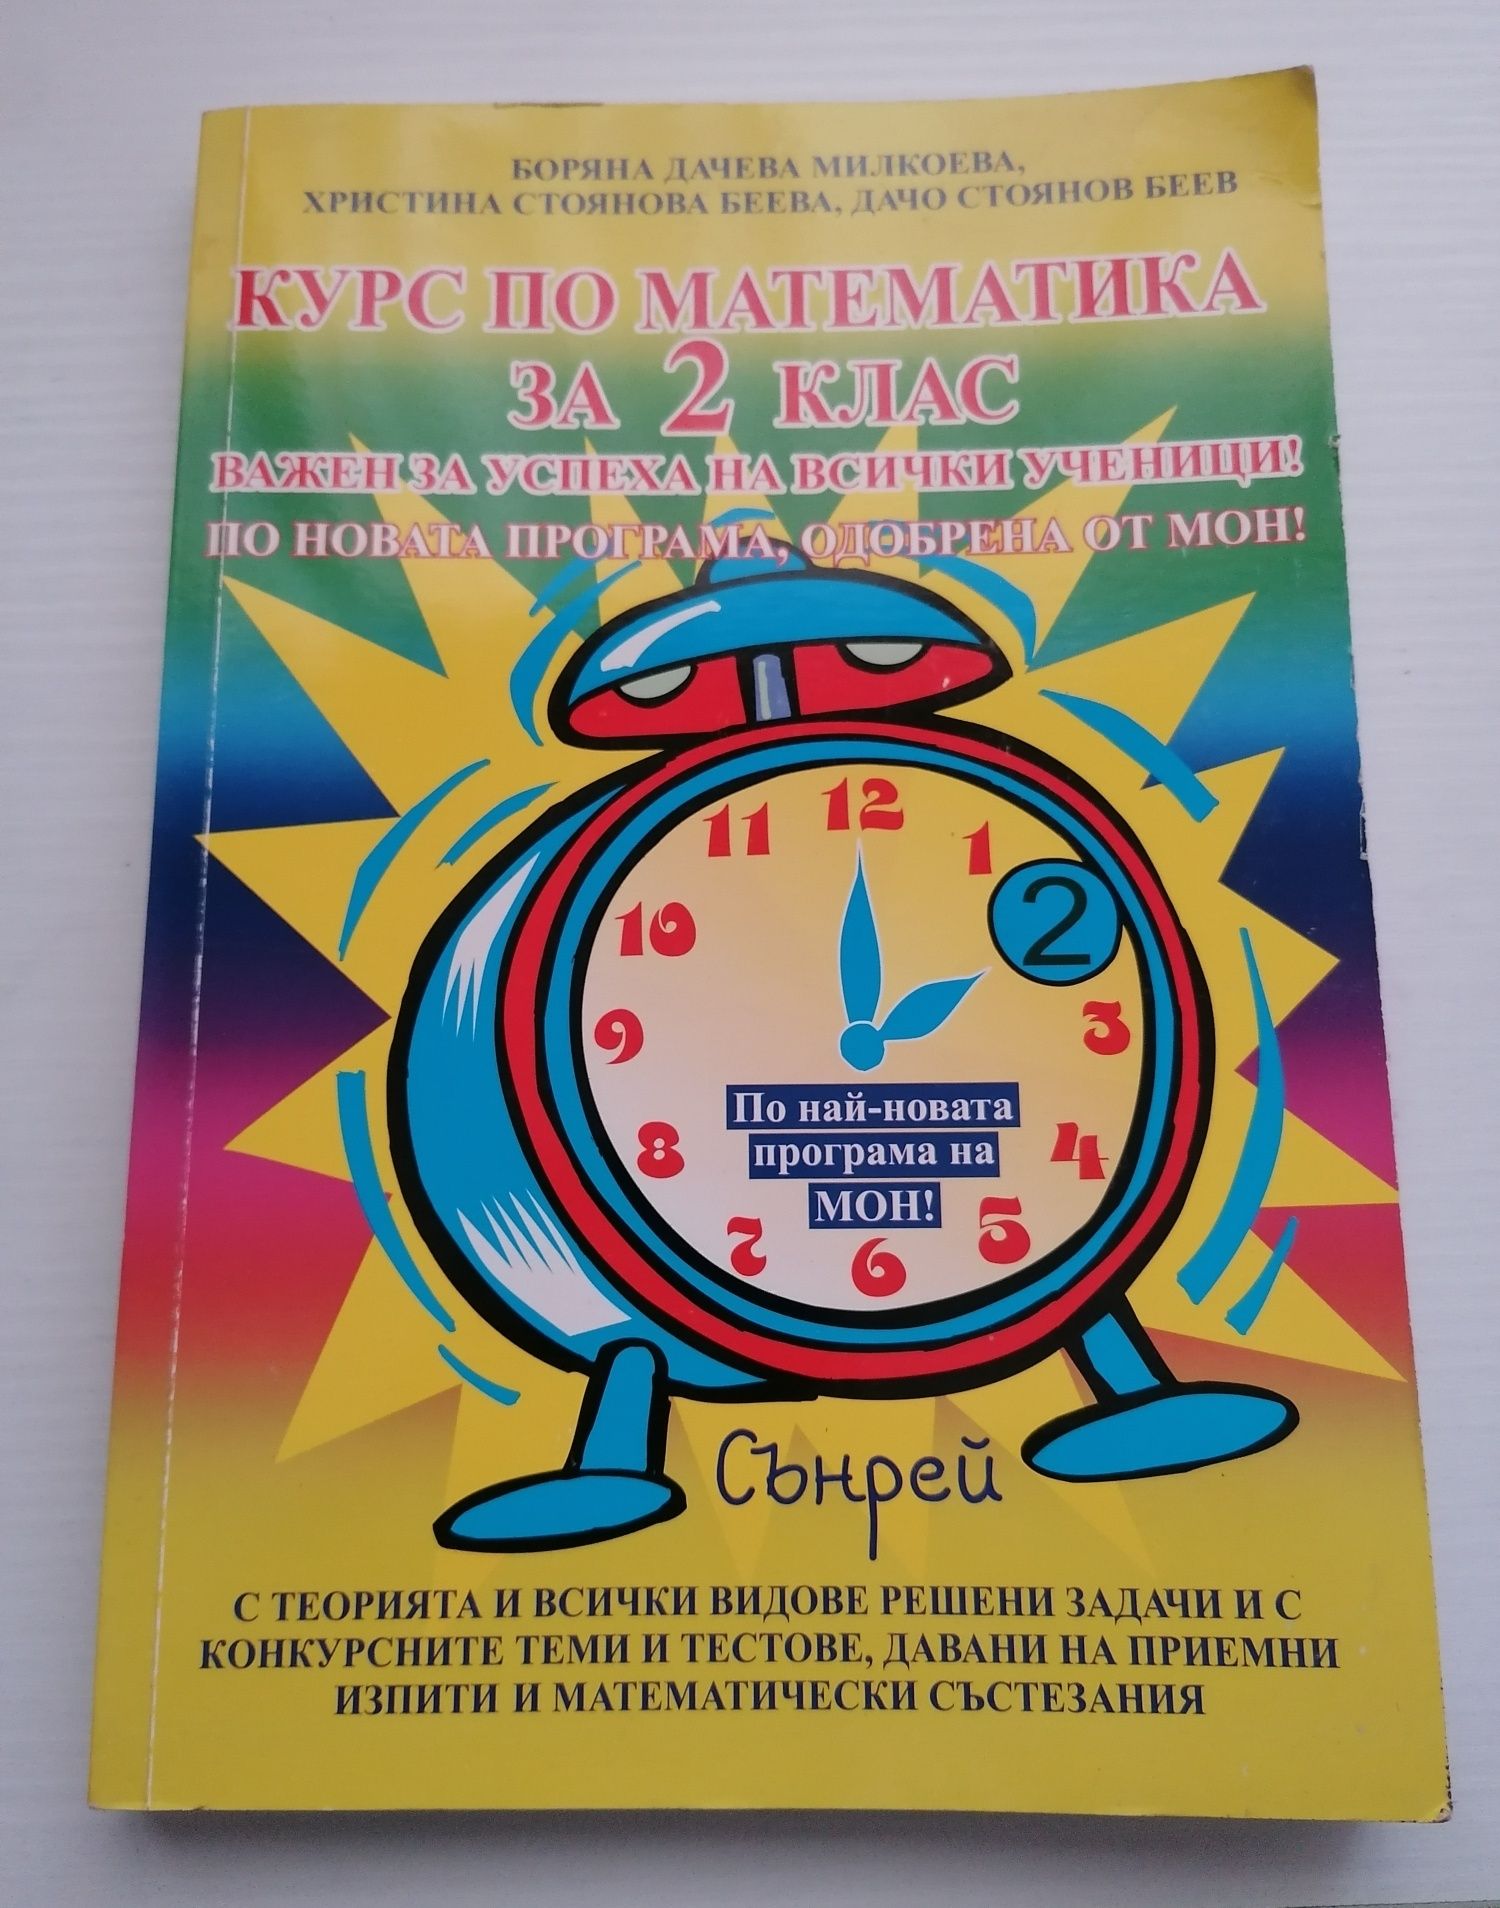 БОРЯНА ДАЧЕВА МИЛКОЕВА,
ХРИСТИНА СТОЯНОВА БЕЕВА, ДАЧО СТОЯНОВ БЕЕВ
КУРС ПО МАТЕМАТИКА
ЗА 2 КЛАС
ВАЖЕН ЗА УСПЕХА НА ВСИЧКИ УЧЕНИЦИ!
ПО НОВАТА ПРОГРАМА, ОДОБРЕНА ОТ МОН!
12
11
1
10
2
9
3
По най-новата
програма на
МОН!
8
4
7
5
6
Сънрей
С ТЕОРИЯТА И ВСИЧКИ ВИДОВЕ РЕШЕНИ ЗАДАЧИ И С
КОНКУРСНИТЕ ТЕМИ И ТЕСТОВЕ, ДАВАНИ НА ПРИЕМНИ
ИЗПИТИ И МАТЕМАТИЧЕСКИ СЪСТЕЗАНИЯ